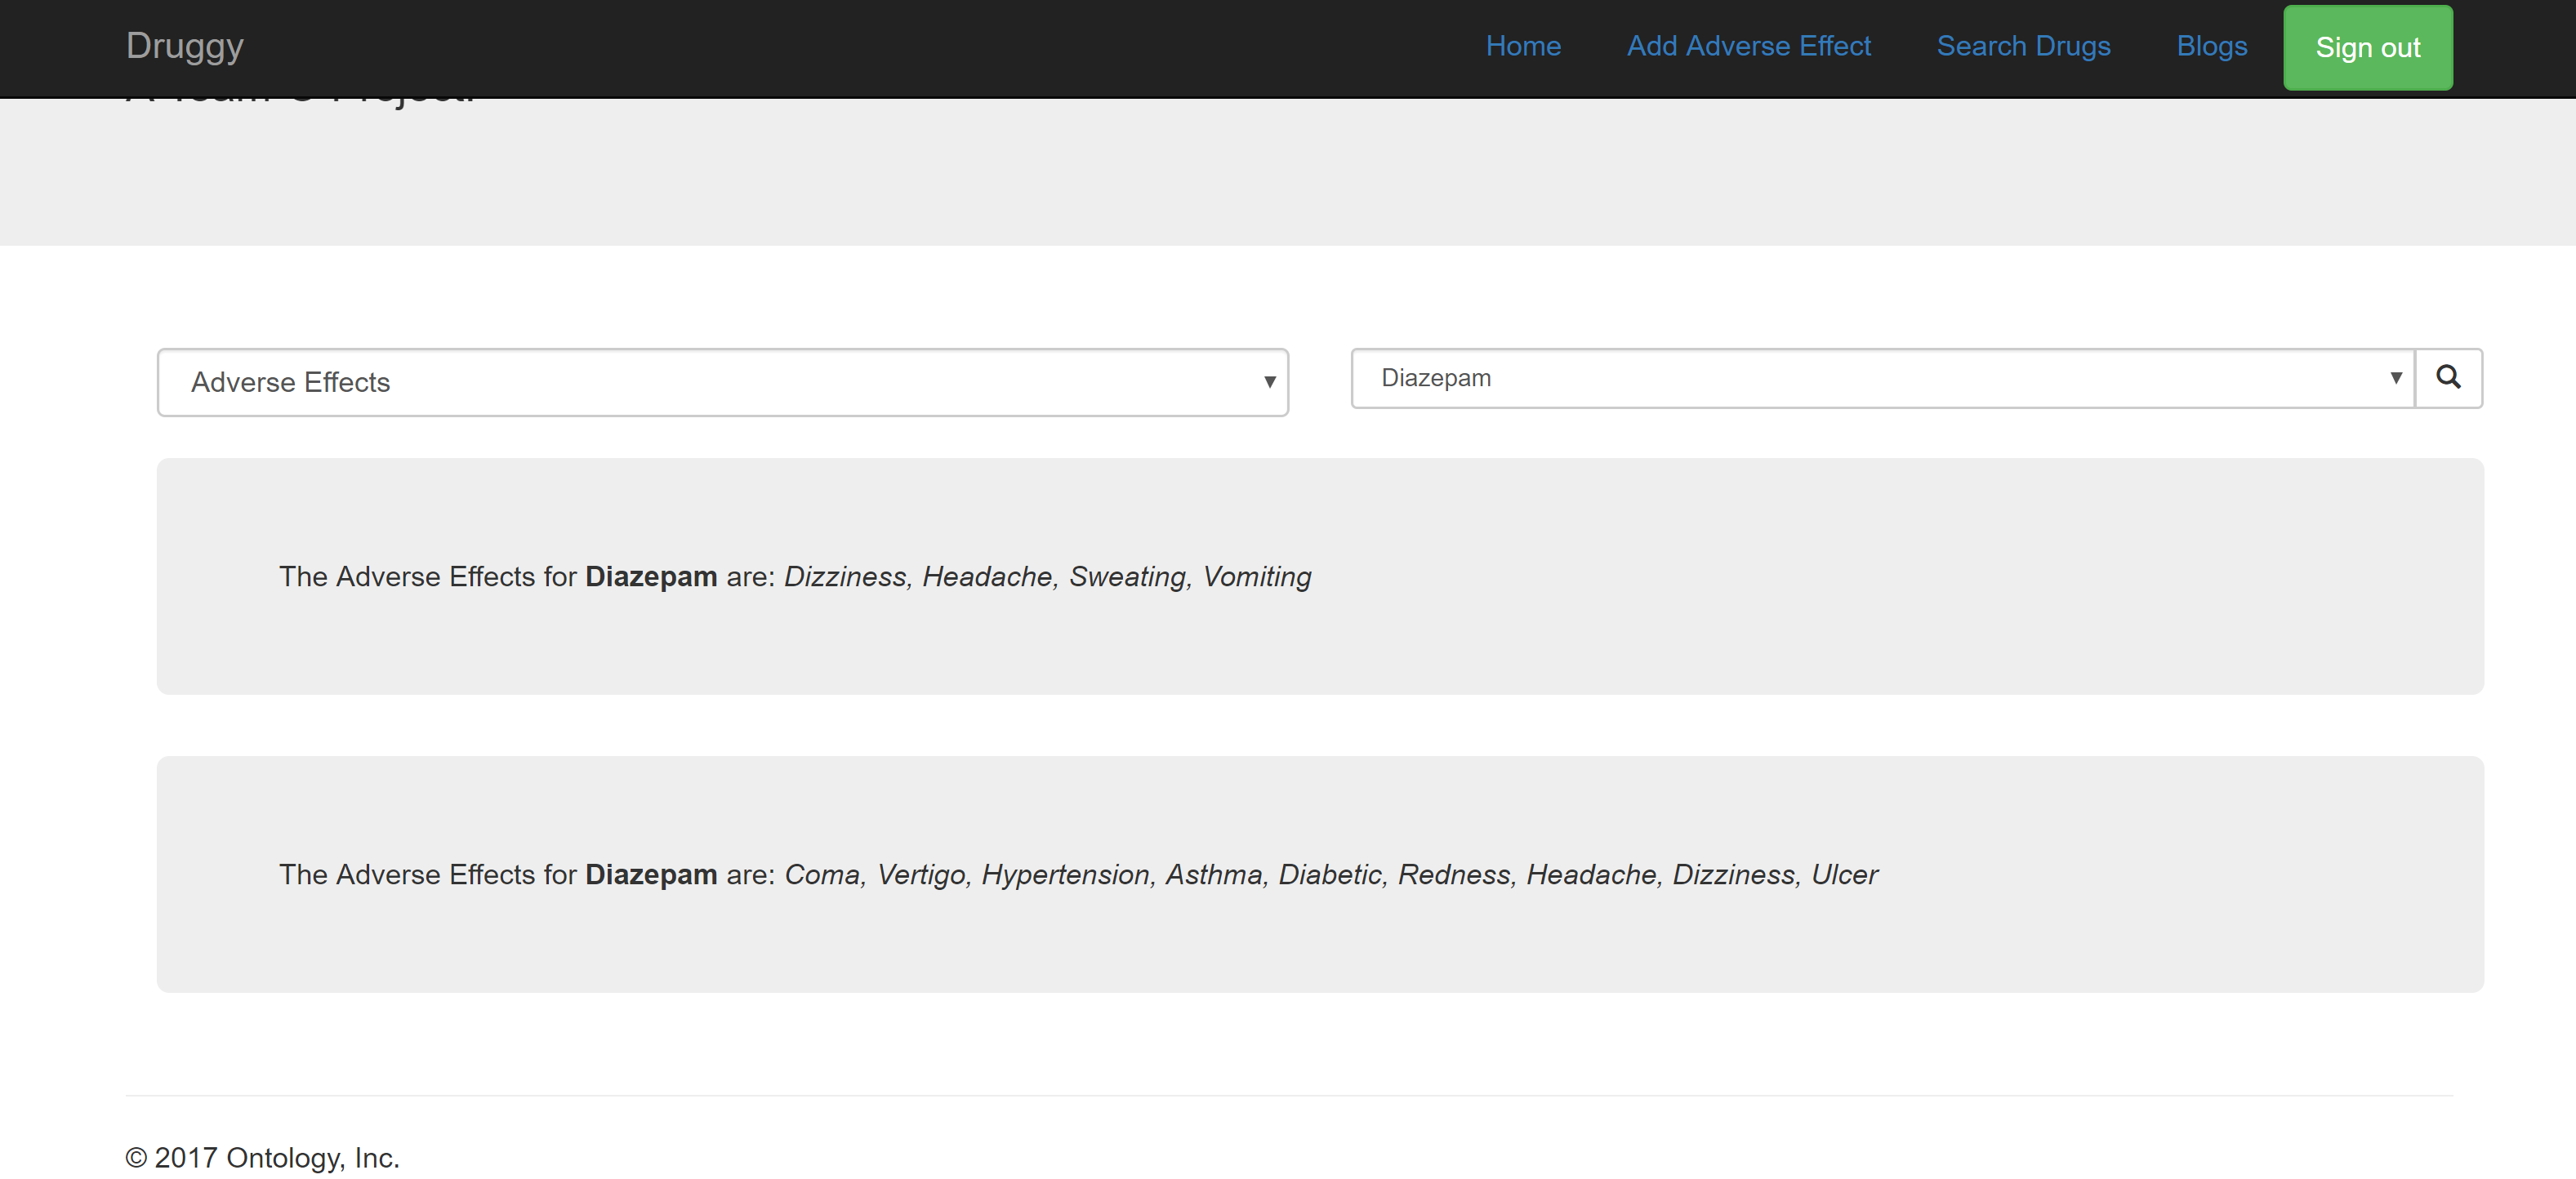 Druggy Home Add Adverse Effect Search Drugs Blogs Sign out
Adverse Effects Diazepam
The Adverse Effects for Diazepam are: Dizziness, Headache, Sweating, Vomiting
The Adverse Effects for Diazepam are: Coma, Vertigo, Hypertension, Asthma, Diabetic, Redness, Headache, Dizziness, Ulcer
© 2017 Ontology, Inc.